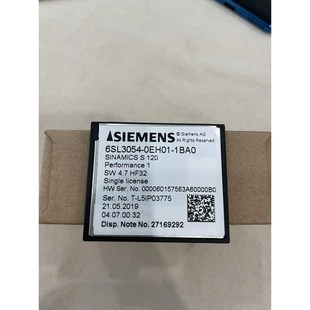 SIEMENS © Siemens AG
All Rights Reserved
6SL3054-0EH01-1BA0
SINAMICS S 120
Performance 1
SW 4.7 HF32
Single license
HW Ser. No. 000060157563A60000B0
Ser. No. T-L5IP03775
21.05.2019
04.07.00.32
Disp. Note No. 27169292